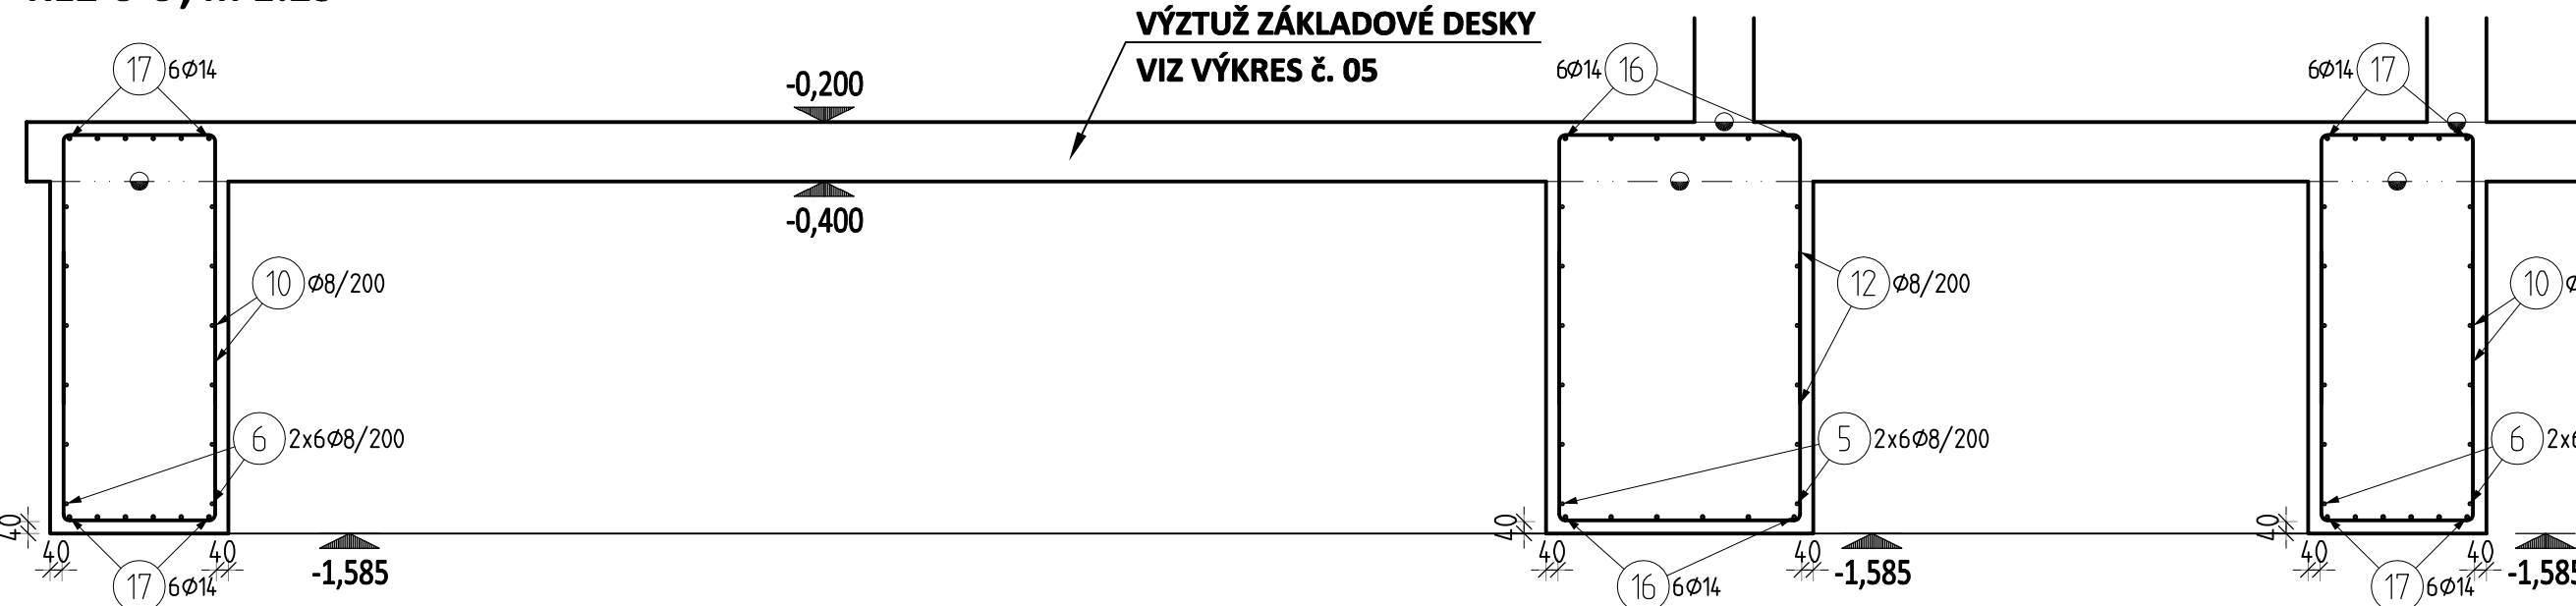 VÝZTUŽ ZÁKLADOVÉ DESKY
VIZ VÝKRES č. 05
17 6Ø14
-0,200
6Ø14 16
6Ø14 17
-0,400
10 Ø8/200
12 Ø8/200
10 Ø
6 2x6Ø8/200
5 2x6Ø8/200
6 2x6
40
40
40
40 40
40 40
40 40
-1,585
-1,585
-1,585
17 6Ø14
16 6Ø14
17 6Ø14